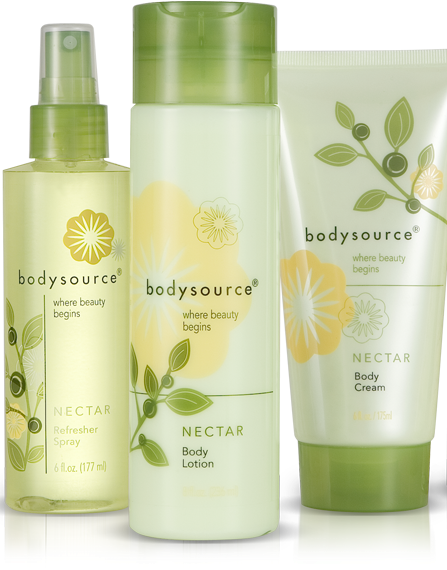 bodysource®
where beauty
begins
NECTAR
Refresher
Spray
6 fl.oz. (177 ml)
bodysource®
where beauty
begins
NECTAR
Body
Lotion
bodysource®
where beauty
begins
NECTAR
Body
Cream